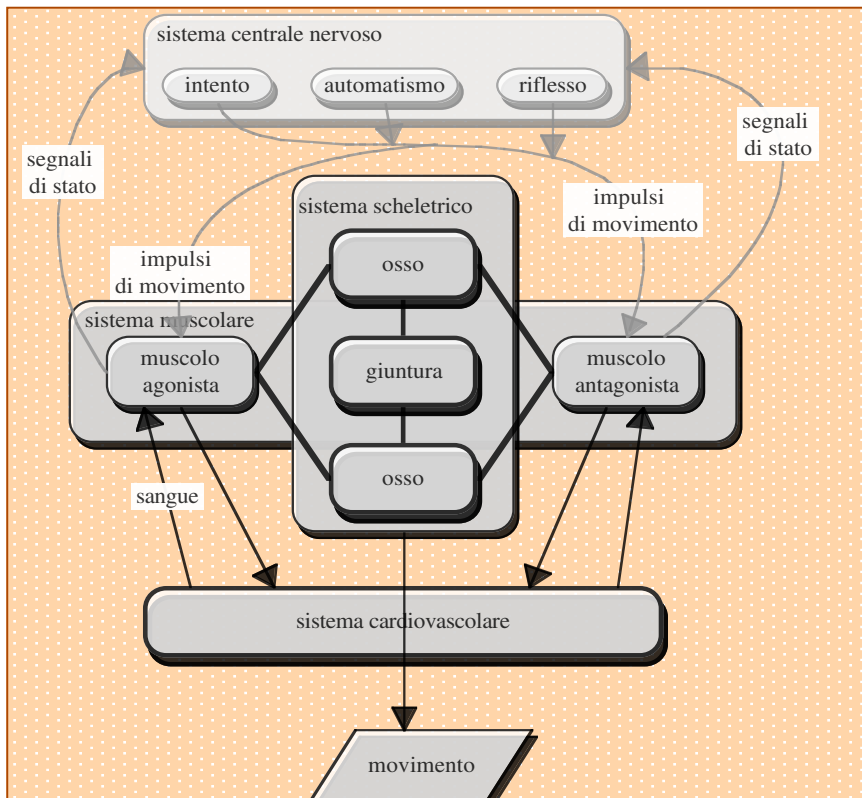 sistema centrale nervoso
intento
automatismo
riflesso
segnali
di stato
segnali
di stato
impulsi
di movimento
sistema scheletrico
osso
impulsi
di movimento
sistema muscolare
muscolo
agonista
giuntura
muscolo
antagonista
osso
sangue
sistema cardiovascolare
movimento